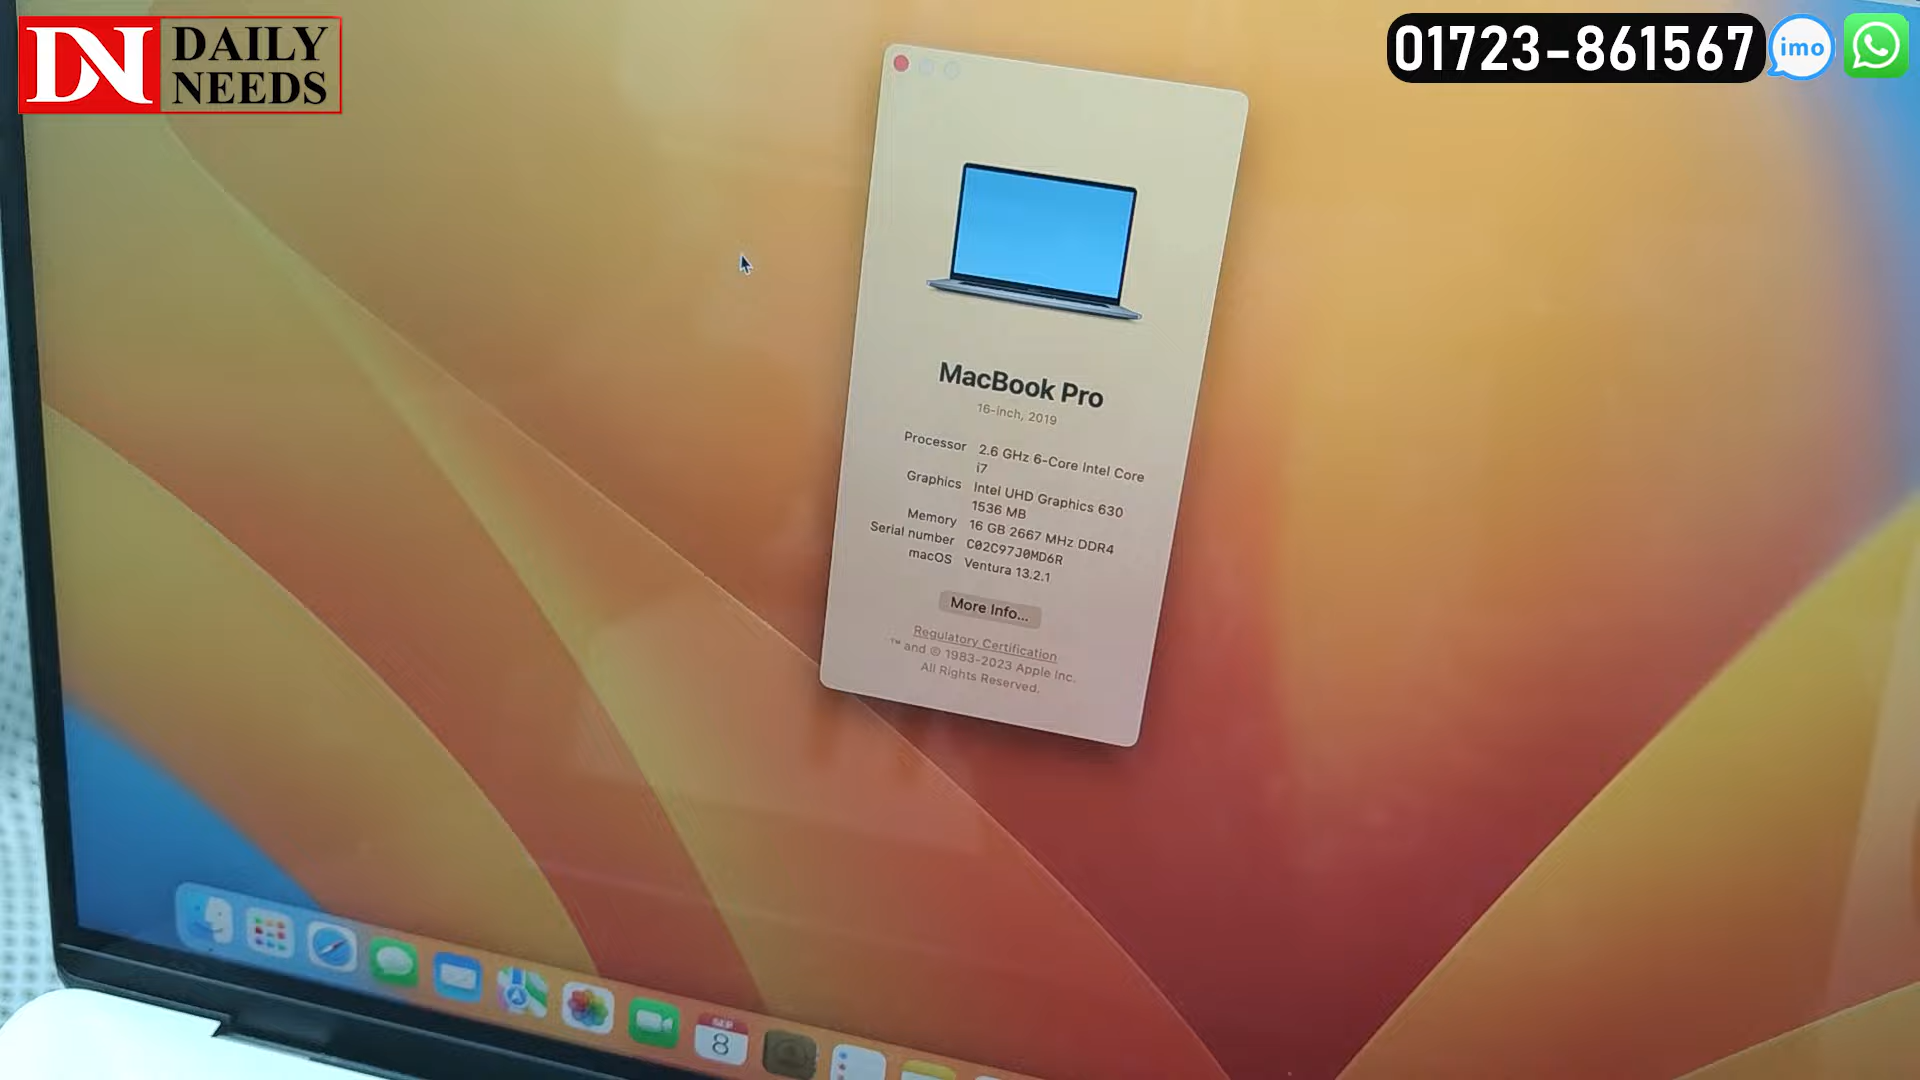 DN DAILY
NEEDS
01723-861567 imo
MacBook Pro
16-inch, 2019
Processor 2.6 GHz 6-Core Intel Core
i7
Graphics Intel UHD Graphics 630
1536 MB
Memory 16 GB 2667 MHz DDR4
Serial number C02C97J0MD6R
macOS Ventura 13.2.1
More Info...
Regulatory Certification
™ and © 1983-2023 Apple Inc.
All Rights Reserved.
SEP
8